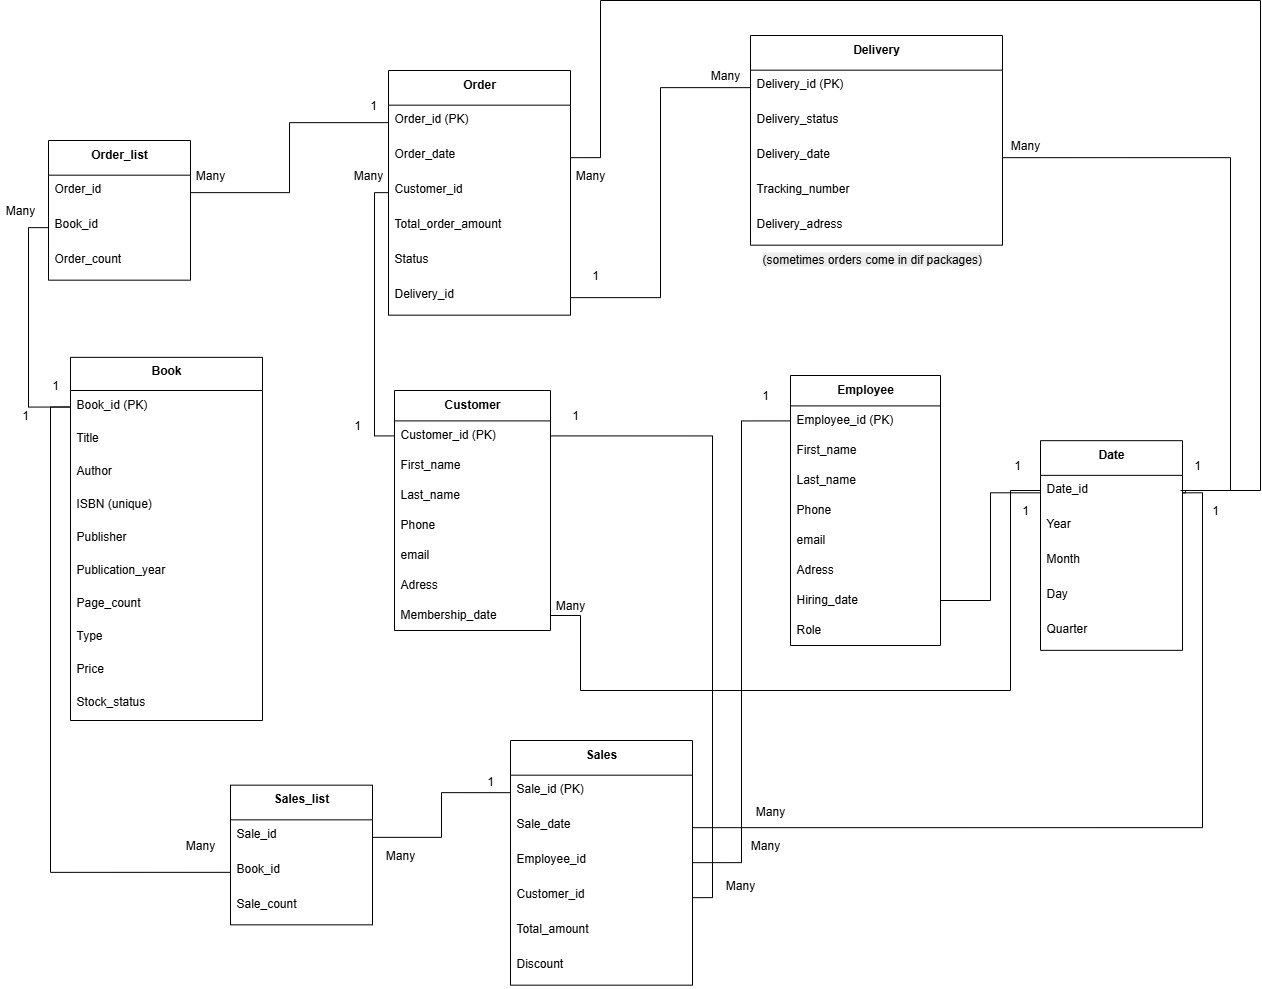 Order_list
Order_id
Book_id
Order_count
Many
Many
1
Order
Order_id (PK)
Order_date
Customer_id
Total_order_amount
Status
Delivery_id
Many
Many
1
Many
Delivery
Delivery_id (PK)
Delivery_status
Delivery_date
Tracking_number
Delivery_adress
(sometimes orders come in dif packages)
Many
1
1
Book
Book_id (PK)
Title
Author
ISBN (unique)
Publisher
Publication_year
Page_count
Type
Price
Stock_status
1
Customer
Customer_id (PK)
First_name
Last_name
Phone
email
Adress
Membership_date
1
Many
1
Employee
Employee_id (PK)
First_name
Last_name
Phone
email
Adress
Hiring_date
Role
1
1
Date
Date_id
Year
Month
Day
Quarter
1
1
Many
Sales_list
Sale_id
Book_id
Sale_count
Many
1
Sales
Sale_id (PK)
Sale_date
Employee_id
Customer_id
Total_amount
Discount
Many
Many
Many